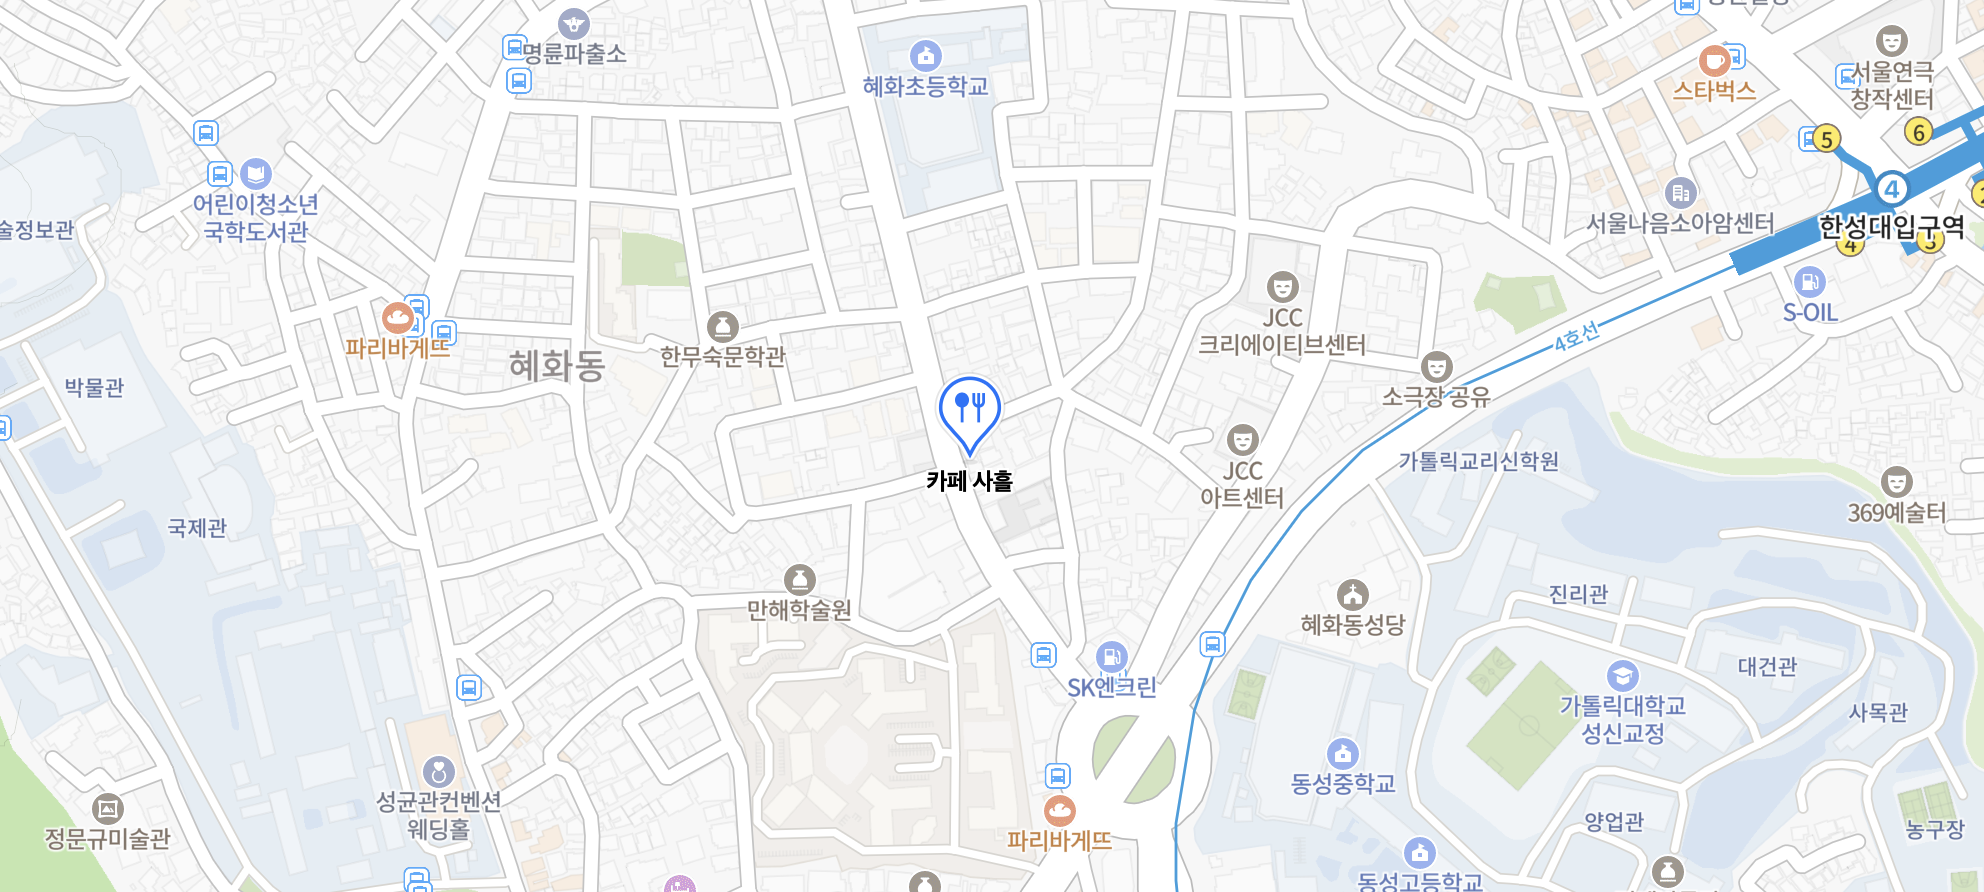 명륜파출소
혜화초등학교
스타벅스
서울연극
창작센터
5
6
4
한성대입구역
4
3
서울나음소아암센터
S-OIL
어린이청소년
국학도서관
술정보관
파리바게뜨
혜화동
한무숙문학관
JCC
크리에이티브센터
4호선
소극장 공유
박물관
카페 사흘
JCC
아트센터
가톨릭교리신학원
369예술터
국제관
만해학술원
혜화동성당
진리관
SK엔크린
대건관
가톨릭대학교
성신교정
사목관
동성중학교
성균관컨벤션
웨딩홀
정문규미술관
파리바게뜨
양업관
농구장
동성고등학교